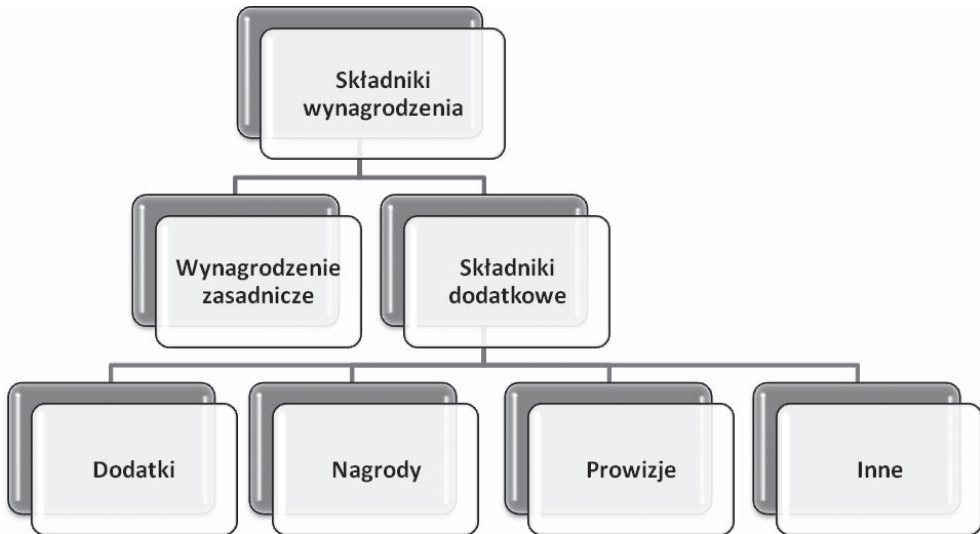 Składniki
wynagrodzenia
Wynagrodzenie
zasadnicze
Składniki
dodatkowe
Dodatki
Nagrody
Prowizje
Inne